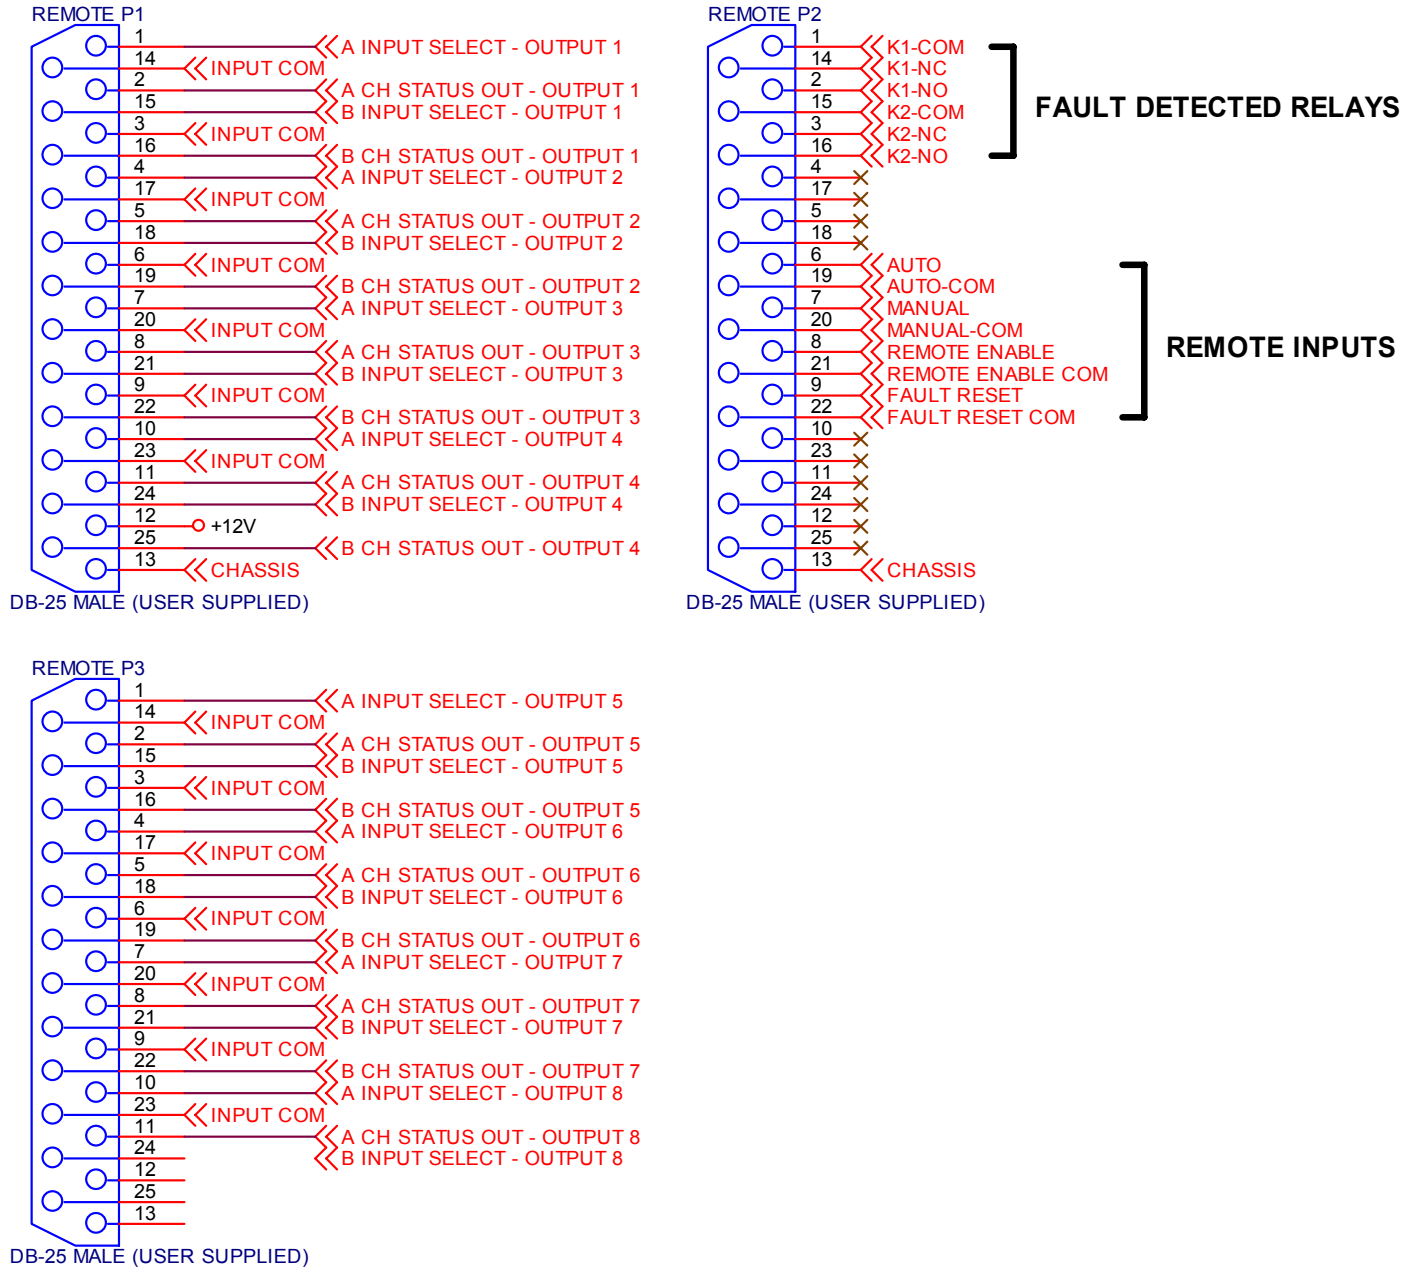 REMOTE P1
1 A INPUT SELECT - OUTPUT 1
14 INPUT COM
2 A CH STATUS OUT - OUTPUT 1
15 B INPUT SELECT - OUTPUT 1
3 INPUT COM
16 B CH STATUS OUT - OUTPUT 1
4 A INPUT SELECT - OUTPUT 2
17 INPUT COM
5 A CH STATUS OUT - OUTPUT 2
18 B INPUT SELECT - OUTPUT 2
6 INPUT COM
19 B CH STATUS OUT - OUTPUT 2
7 A INPUT SELECT - OUTPUT 3
20 INPUT COM
8 A CH STATUS OUT - OUTPUT 3
21 B INPUT SELECT - OUTPUT 3
9 INPUT COM
22 B CH STATUS OUT - OUTPUT 3
10 A INPUT SELECT - OUTPUT 4
23 INPUT COM
11 A CH STATUS OUT - OUTPUT 4
24 B INPUT SELECT - OUTPUT 4
12 +12V
25 B CH STATUS OUT - OUTPUT 4
13 CHASSIS
DB-25 MALE (USER SUPPLIED)
REMOTE P2
1 K1-COM
14 K1-NC
2 K1-NO
15 K2-COM
3 K2-NC
16 K2-NO
FAULT DETECTED RELAYS
4
17
5
18
6 AUTO
19 AUTO-COM
7 MANUAL
20 MANUAL-COM
8 REMOTE ENABLE
21 REMOTE ENABLE COM
9 FAULT RESET
22 FAULT RESET COM
REMOTE INPUTS
10
23
11
24
12
25
13 CHASSIS
DB-25 MALE (USER SUPPLIED)
REMOTE P3
1 A INPUT SELECT - OUTPUT 5
14 INPUT COM
2 A CH STATUS OUT - OUTPUT 5
15 B INPUT SELECT - OUTPUT 5
3 INPUT COM
16 B CH STATUS OUT - OUTPUT 5
4 A INPUT SELECT - OUTPUT 6
17 INPUT COM
5 A CH STATUS OUT - OUTPUT 6
18 B INPUT SELECT - OUTPUT 6
6 INPUT COM
19 B CH STATUS OUT - OUTPUT 6
7 A INPUT SELECT - OUTPUT 7
20 INPUT COM
8 A CH STATUS OUT - OUTPUT 7
21 B INPUT SELECT - OUTPUT 7
9 INPUT COM
22 B CH STATUS OUT - OUTPUT 7
10 A INPUT SELECT - OUTPUT 8
23 INPUT COM
11 A CH STATUS OUT - OUTPUT 8
24 B INPUT SELECT - OUTPUT 8
12
25
13
DB-25 MALE (USER SUPPLIED)